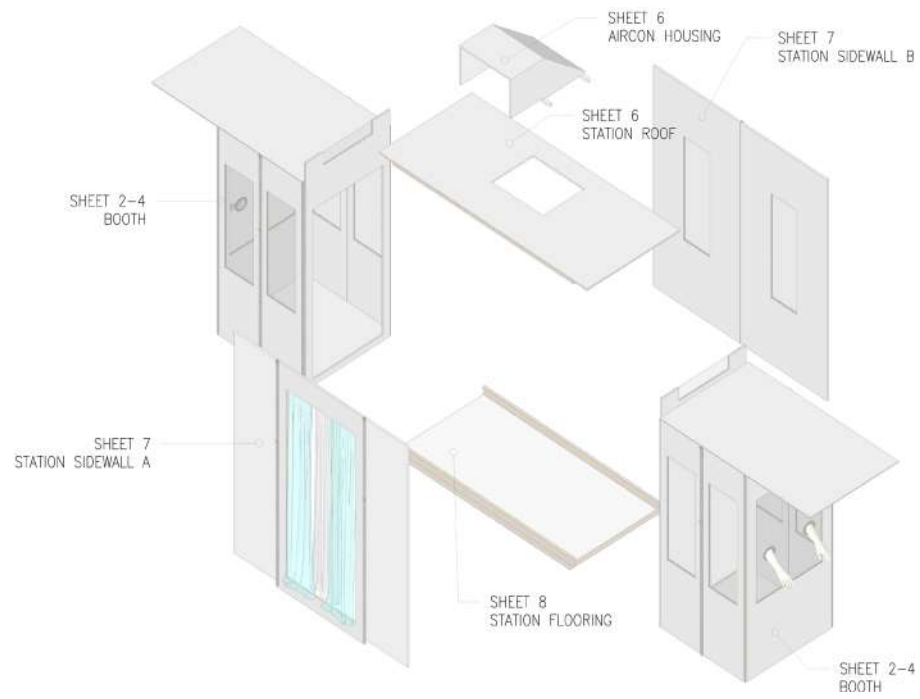 SHEET 6
AIRCON HOUSING
SHEET 7
STATION SIDEWALL B
SHEET 6
STATION ROOF
SHEET 2-4
BOOTH
SHEET 7
STATION SIDEWALL A
SHEET 8
STATION FLOORING
SHEET 2-4
BOOTH